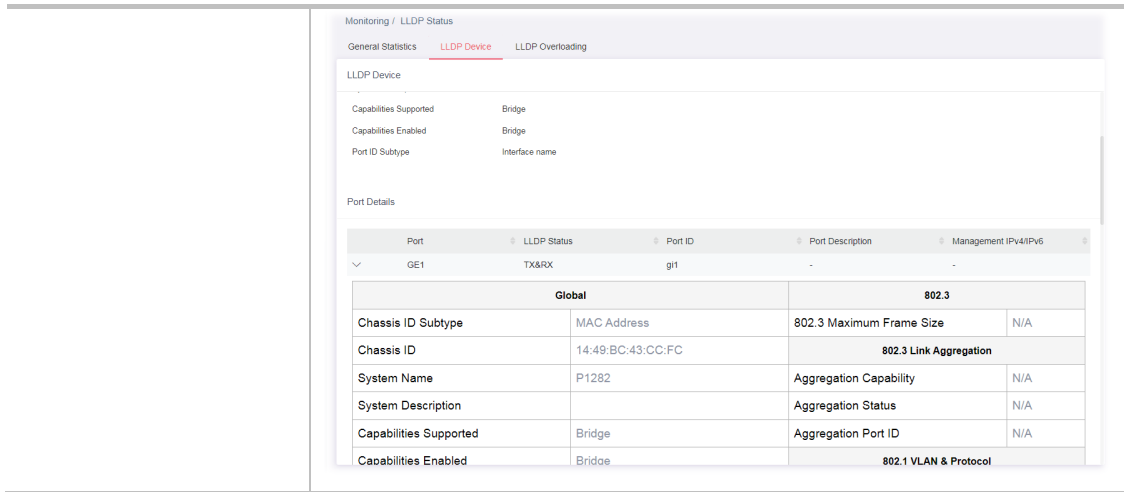 Monitoring / LLDP Status
General Statistics LLDP Device LLDP Overloading
LLDP Device
Capabilities Supported Bridge
Capabilities Enabled Bridge
Port ID Subtype Interface name
Port Details
Port LLDP Status Port ID Port Description Management IPv4/IPv6
GE1 TX&RX gi1 - -
Global 802.3
Chassis ID Subtype MAC Address 802.3 Maximum Frame Size N/A
Chassis ID 14:49:BC:43:CC:FC 802.3 Link Aggregation
System Name P1282 Aggregation Capability N/A
System Description Aggregation Status N/A
Capabilities Supported Bridge Aggregation Port ID N/A
Capabilities Enabled Bridge 802.1 VLAN & Protocol